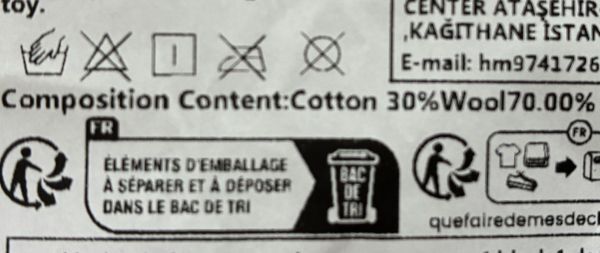 toy.
CENTER ATAŞEHİR
,KAĞITHANE İSTAN
E-mail: hm9741726
Composition Content:Cotton 30%Wool70.00%
FR
ÉLÉMENTS D'EMBALLAGE
À SÉPARER ET À DÉPOSER
DANS LE BAC DE TRI
BAC
DE
TRI
FR
quefairedemesdec